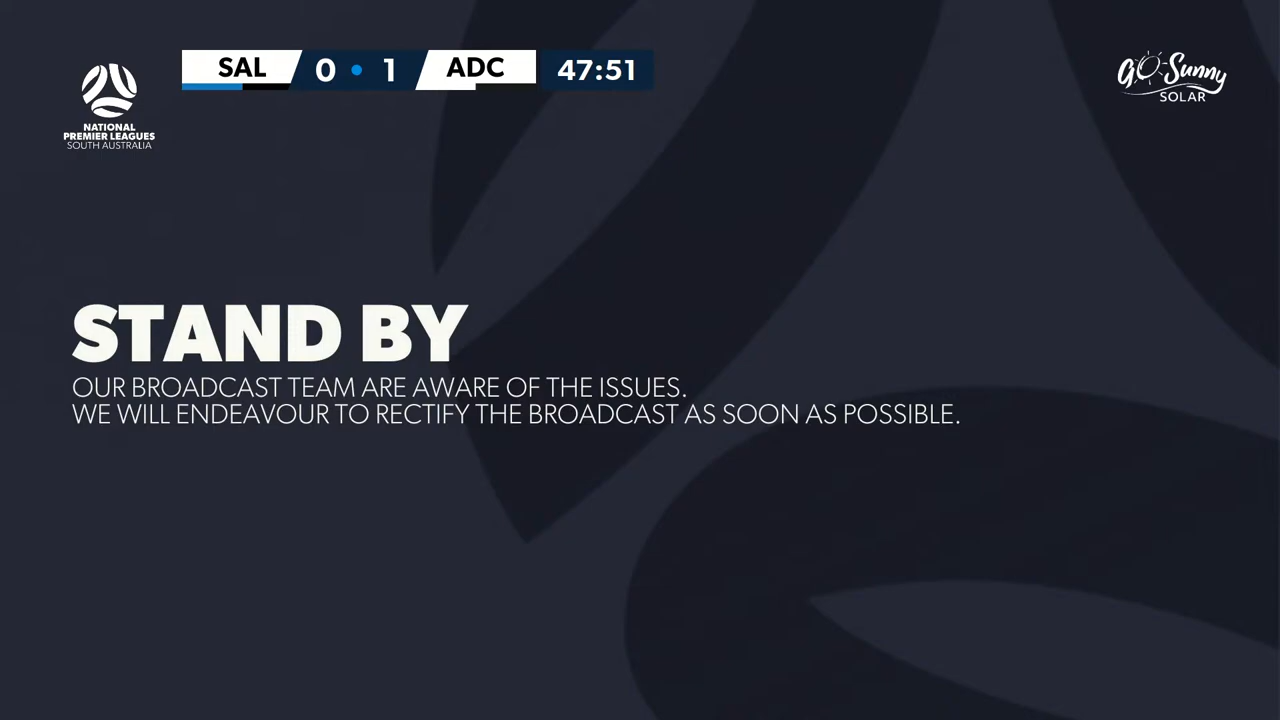 SAL 0 • 1 ADC 47:51
GO Sunny
SOLAR
NATIONAL
PREMIER LEAGUES
SOUTH AUSTRALIA
STAND BY
OUR BROADCAST TEAM ARE AWARE OF THE ISSUES.
WE WILL ENDEAVOUR TO RECTIFY THE BROADCAST AS SOON AS POSSIBLE.